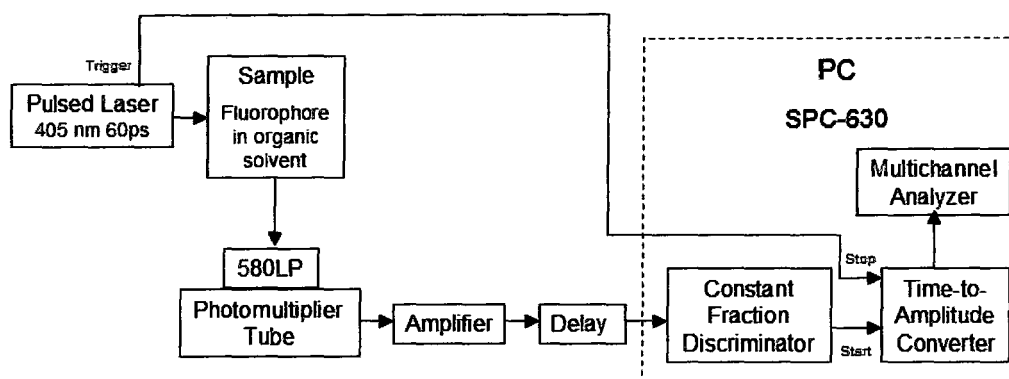 Trigger
Pulsed Laser
405 nm 60ps
Sample
Fluorophore
in organic
solvent
580LP
Photomultiplier
Tube
Amplifier
Delay
PC
SPC-630
Multichannel
Analyzer
Stop
Constant
Fraction
Discriminator
Start
Time-to-
Amplitude
Converter